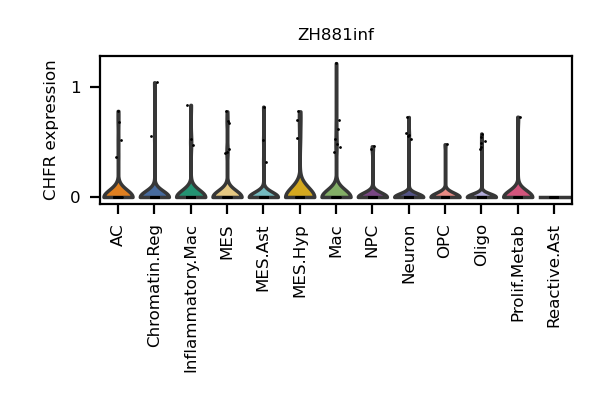 ZH881inf
CHFR expression
1
0
AC
Chromatin.Reg
Inflammatory.Mac
MES
MES.Ast
MES.Hyp
Mac
NPC
Neuron
OPC
Oligo
Prolif.Metab
Reactive.Ast